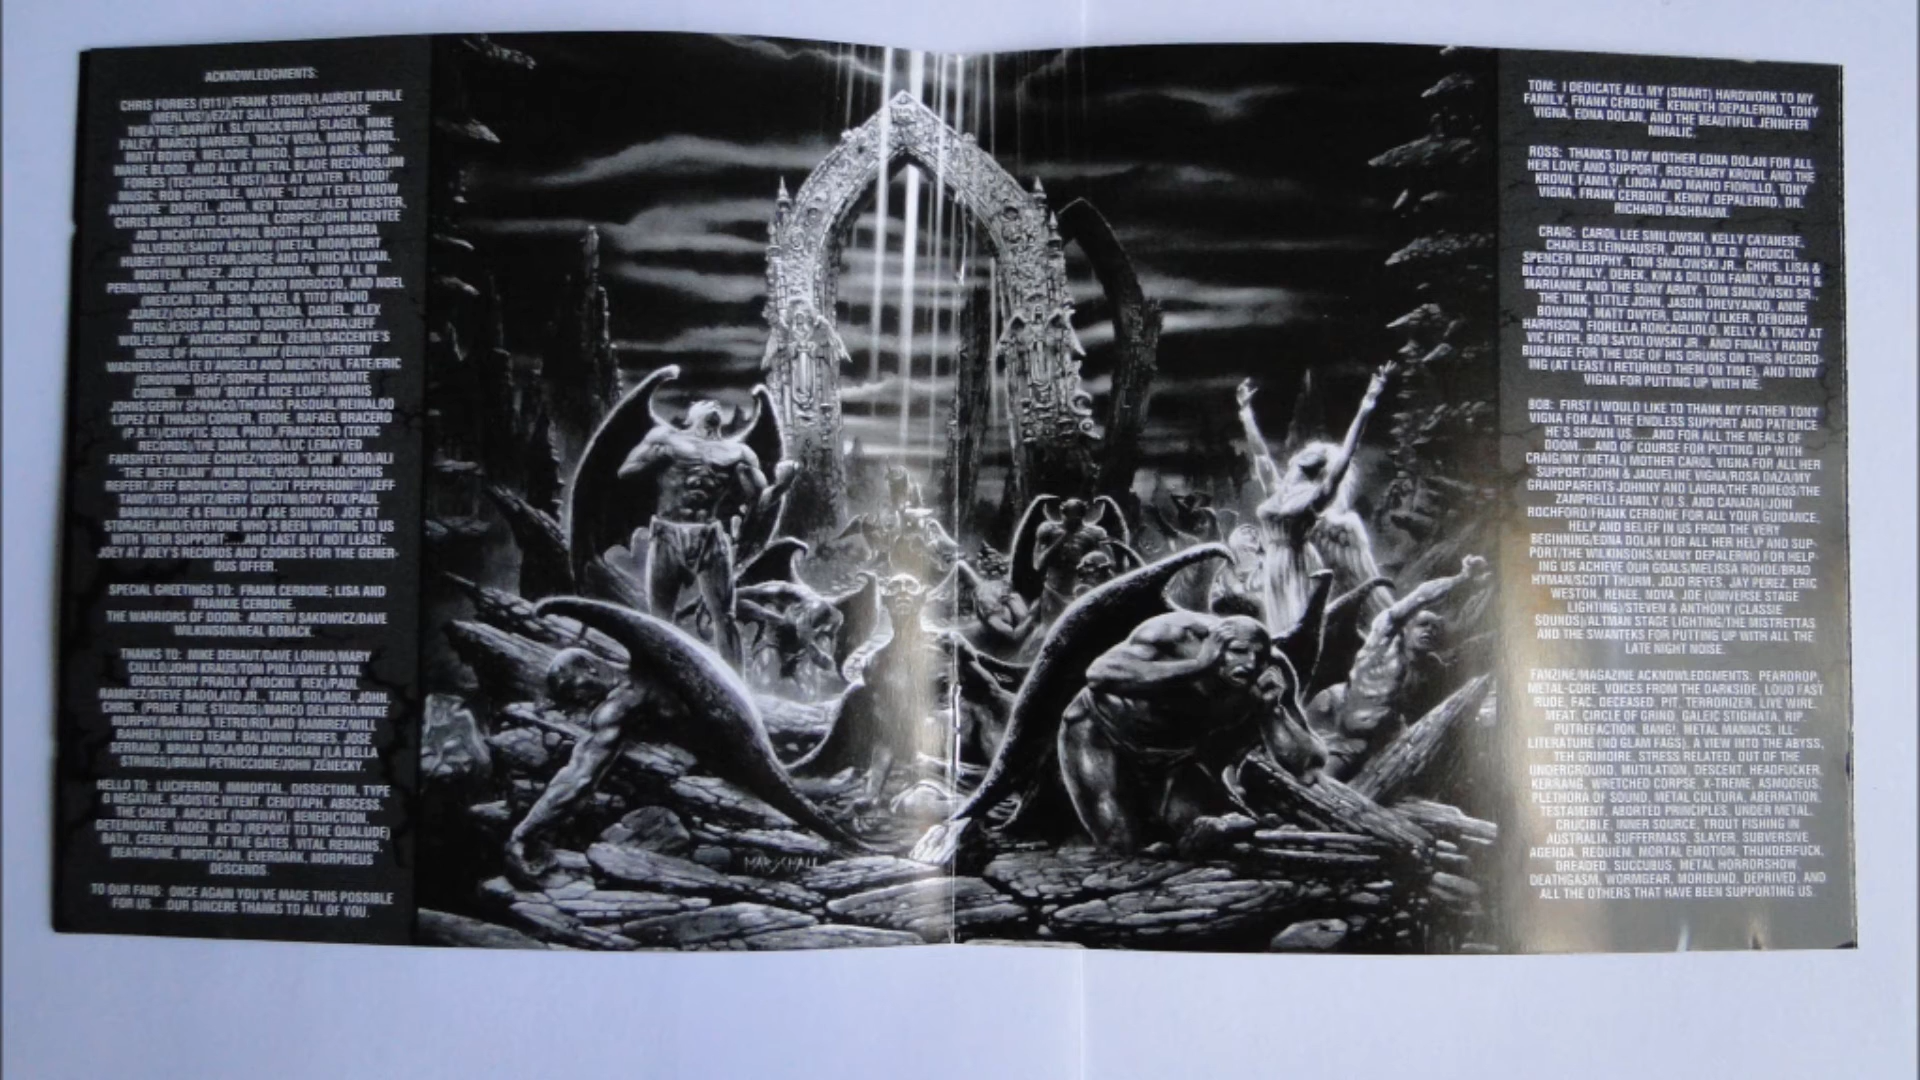 ACKNOWLEDGMENTS:
CHRIS FORBES (911!)/FRANK STOVER/LAURENT MERLE
(MERLVIS!)/EZZAT SALLOMAN (SHOWCASE
THEATRE)/BARRY I. SLOTNICK/BRIAN SLAGEL, MIKE
FALEY, MARCO BARBIERI, TRACY VERA, MARIA ABRIL,
MATT BOWER, MELODIE MINGO, BRIAN AMES, ANN-
MARIE BLOOD, AND ALL AT METAL BLADE RECORDS/JIM
FORBES (TECHNICAL HOST)/ALL AT WATER "FLOOD!"
MUSIC: ROB GRENOBLE, WAYNE "I DON'T EVEN KNOW
ANYMORE" DORELL, JOHN, KEN TONDRE/ALEX WEBSTER,
CHRIS BARNES AND CANNIBAL CORPSE/JOHN MCENTEE
AND INCANTATION/PAUL BOOTH AND BARBARA
VALVERDE/SANDY NEWTON (METAL MOM)/KURT
HUBERT/MANTIS EVAR/JORGE AND PATRICIA LUJAN,
MORTEM, HADEZ, JOSE OKAMURA, AND ALL IN
PERU/RAUL AMBRIZ, NICHO JOCKO MOROCCO, AND NOEL
(MEXICAN TOUR '95)/RAFAEL & TITO (RADIO
JUAREZ)/OSCAR CLORIO, NAZEDA, DANIEL, ALEX
RIVAS/JESUS AND RADIO GUADELAJUARA/JEFF
WOLFE/MAY "ANTICHRIST"/BILL ZEBUB/SACCENTE'S
HOUSE OF PRINTING/JIMMY (ERWIN)/JEREMY
WAGNER/SHARLEE D'ANGELO AND MERCYFUL FATE/ERIC
(GROWING DEAF)/SOPHIE DIAMANTIS/MONTE
CONNER.....HOW 'BOUT A NICE LOAF!/HARRIS
JOHNS/GERRY SPARACO/THOMAS PASQUAL/REINALDO
LOPEZ AT THRASH CORNER, EDDIE, RAFAEL BRACERO
(P.R.!!)/CRYPTIC SOUL PROD./FRANCISCO (TOXIC
RECORDS)/THE DARK HOUR/LUC LEMAY/ED
FARSHTEY/ENRIQUE CHAVEZ/YOSHIO "CAIN" KUBO/ALI
"THE METALLIAN"/KIM BURKE/WSOU RADIO/CHRIS
REIFERT/JEFF BROWN/CIRO (UNCUT PEPPERONI!!)/JEFF
TANDY/TED HARTZ/MERY GIUSTINI/ROY FOX/PAUL
BABIKIAN/JOE & EMILLIO AT J&E SUNOCO, JOE AT
STORAGELAND/EVERYONE WHO'S BEEN WRITING TO US
WITH THEIR SUPPORT.....AND LAST BUT NOT LEAST:
JOEY AT JOEY'S RECORDS AND COOKIES FOR THE GENER-
OUS OFFER.
SPECIAL GREETINGS TO: FRANK CERBONE; LISA AND
FRANKIE CERBONE.
THE WARRIORS OF DOOM: ANDREW SAKOWICZ/DAVE
WILKINSON/NEAL BOBACK.
THANKS TO: MIKE DENAUT/DAVE LORINO/MARY
CIULLO/JOHN KRAUS/TOM PIOLI/DAVE & VAL
ORDAS/TONY PRADLIK (ROCKIN' REX)/PAUL
RAMIREZ/STEVE BADOLATO JR., TARIK SOLANGI, JOHN,
CHRIS, (PRIME TIME STUDIOS)/MARCO DELNERO/MIKE
MURPHY/BARBARA TETRO/ROLAND RAMIREZ/WILL
RAHMER/UNITED TEAM: BALDWIN FORBES, JOSE
SERRANO, BRIAN VIOLA/BOB ARCHIGIAN (LA BELLA
STRINGS)/BRIAN PETRICCIONE/JOHN ZENECKY.
HELLO TO: LUCIFERION, IMMORTAL, DISSECTION, TYPE
O NEGATIVE, SADISTIC INTENT, CENOTAPH, ABSCESS,
THE CHASM, ANCIENT (NORWAY), BENEDICTION,
DETERIORATE, VADER, ACID (REPORT TO THE QUALUDE)
BATH, CEREMONIUM, AT THE GATES, VITAL REMAINS,
DEATHRUNE, MORTICIAN, EVERDARK, MORPHEUS
DESCENDS.
TO OUR FANS: ONCE AGAIN YOU'VE MADE THIS POSSIBLE
FOR US.....OUR SINCERE THANKS TO ALL OF YOU.
MARSCHALL
TOM: I DEDICATE ALL MY (SMART) HARDWORK TO MY
FAMILY, FRANK CERBONE, KENNETH DEPALERMO, TONY
VIGNA, EDNA DOLAN, AND THE BEAUTIFUL JENNIFER
MIHALIC.
ROSS: THANKS TO MY MOTHER EDNA DOLAN FOR ALL
HER LOVE AND SUPPORT, ROSEMARY KROWL AND THE
KROWL FAMILY, LINDA AND MARIO FIORILLO, TONY
VIGNA, FRANK CERBONE, KENNY DEPALERMO, DR.
RICHARD RASHBAUM.
CRAIG: CAROL LEE SMILOWSKI, KELLY CATANESE,
CHARLES LEINHAUSER, JOHN D.M.D. ARCUICCI,
SPENCER MURPHY, TOM SMILOWSKI JR., CHRIS, LISA &
BLOOD FAMILY, DEREK, KIM & DILLON FAMILY, RALPH &
MARIANNE AND THE SUNY ARMY, TOM SMILOWSKI SR.,
THE TINK, LITTLE JOHN, JASON DREVYANKO, ANNE
BOWMAN, MATT DWYER, DANNY LILKER, DEBORAH
HARRISON, FIORELLA RONCAGLIOLO, KELLY & TRACY AT
VIC FIRTH, BOB SAYDLOWSKI JR., AND FINALLY RANDY
BURBAGE FOR THE USE OF HIS DRUMS ON THIS RECORD-
ING (AT LEAST I RETURNED THEM ON TIME), AND TONY
VIGNA FOR PUTTING UP WITH ME.
BOB: FIRST I WOULD LIKE TO THANK MY FATHER TONY
VIGNA FOR ALL THE ENDLESS SUPPORT AND PATIENCE
HE'S SHOWN US.....AND FOR ALL THE MEALS OF
DOOM.....AND OF COURSE FOR PUTTING UP WITH
CRAIG/MY (METAL) MOTHER CAROL VIGNA FOR ALL HER
SUPPORT/JOHN & JAQUELINE VIGNA/ROSA DAZA/MY
GRANDPARENTS JOHNNY AND LAURA/THE ROMEOS/THE
ZAMPRELLI FAMILY (U.S. AND CANADA)/JONI
ROCHFORD/FRANK CERBONE FOR ALL YOUR GUIDANCE,
HELP AND BELIEF IN US FROM THE VERY
BEGINNING/EDNA DOLAN FOR ALL HER HELP AND SUP-
PORT/THE WILKINSONS/KENNY DEPALERMO FOR HELP-
ING US ACHIEVE OUR GOALS/MELISSA ROHDE/BRAD
HYMAN/SCOTT THURM, JOJO REYES, JAY PEREZ, ERIC
WESTON, RENEE, NOVA, JOE (UNIVERSE STAGE
LIGHTING)/STEVEN & ANTHONY (CLASSIE
SOUNDS)/ALTMAN STAGE LIGHTING/THE MISTRETTAS
AND THE SWANTEKS FOR PUTTING UP WITH ALL THE
LATE NIGHT NOISE.
FANZINE/MAGAZINE ACKNOWLEDGMENTS: PEARDROP,
METAL-CORE, VOICES FROM THE DARKSIDE, LOUD FAST
RUDE, FAC, DECEASED, PIT, TERRORIZER, LIVE WIRE,
MEAT, CIRCLE OF GRIND, GALEIC STIGMATA, RIP,
PUTREFACTION, BANG!, METAL MANIACS, ILL-
LITERATURE (NO GLAM FAGS), A VIEW INTO THE ABYSS,
TEH GRIMOIRE, STRESS RELATED, OUT OF THE
UNDERGROUND, MUTILATION, DESCENT, HEADFUCKER,
KERRANG, WRETCHED CORPSE, X-TREME, ASMODEUS,
PLETHORA OF SOUND, METAL CULTURA, ABERRATION,
TESTAMENT, ABORTED PRINCIPLES, UNDER METAL,
CRUCIBLE, INNER SOURCE, TROUT FISHING IN
AUSTRALIA, SUFFERMASS, SLAYER, SUBVERSIVE
AGENDA, REQUIEM, MORTAL EMOTION, THUNDERFUCK,
DREADED, SUCCUBUS, METAL HORRORSHOW,
DEATHGASM, WORMGEAR, MORIBUND, DEPRIVED, AND
ALL THE OTHERS THAT HAVE BEEN SUPPORTING US.